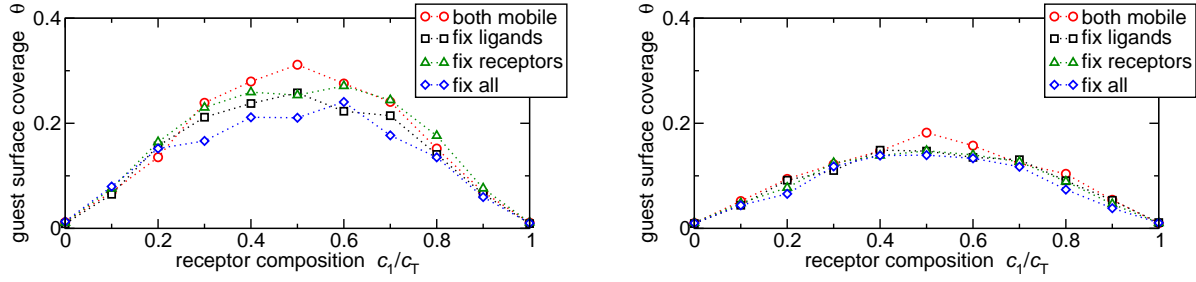 guest surface coverage θ
0.4
0.2
0
both mobile
fix ligands
fix receptors
fix all
0 0.2 0.4 0.6 0.8 1
receptor composition c₁/c_T
guest surface coverage θ
0.4
0.2
0
both mobile
fix ligands
fix receptors
fix all
0 0.2 0.4 0.6 0.8 1
receptor composition c₁/c_T